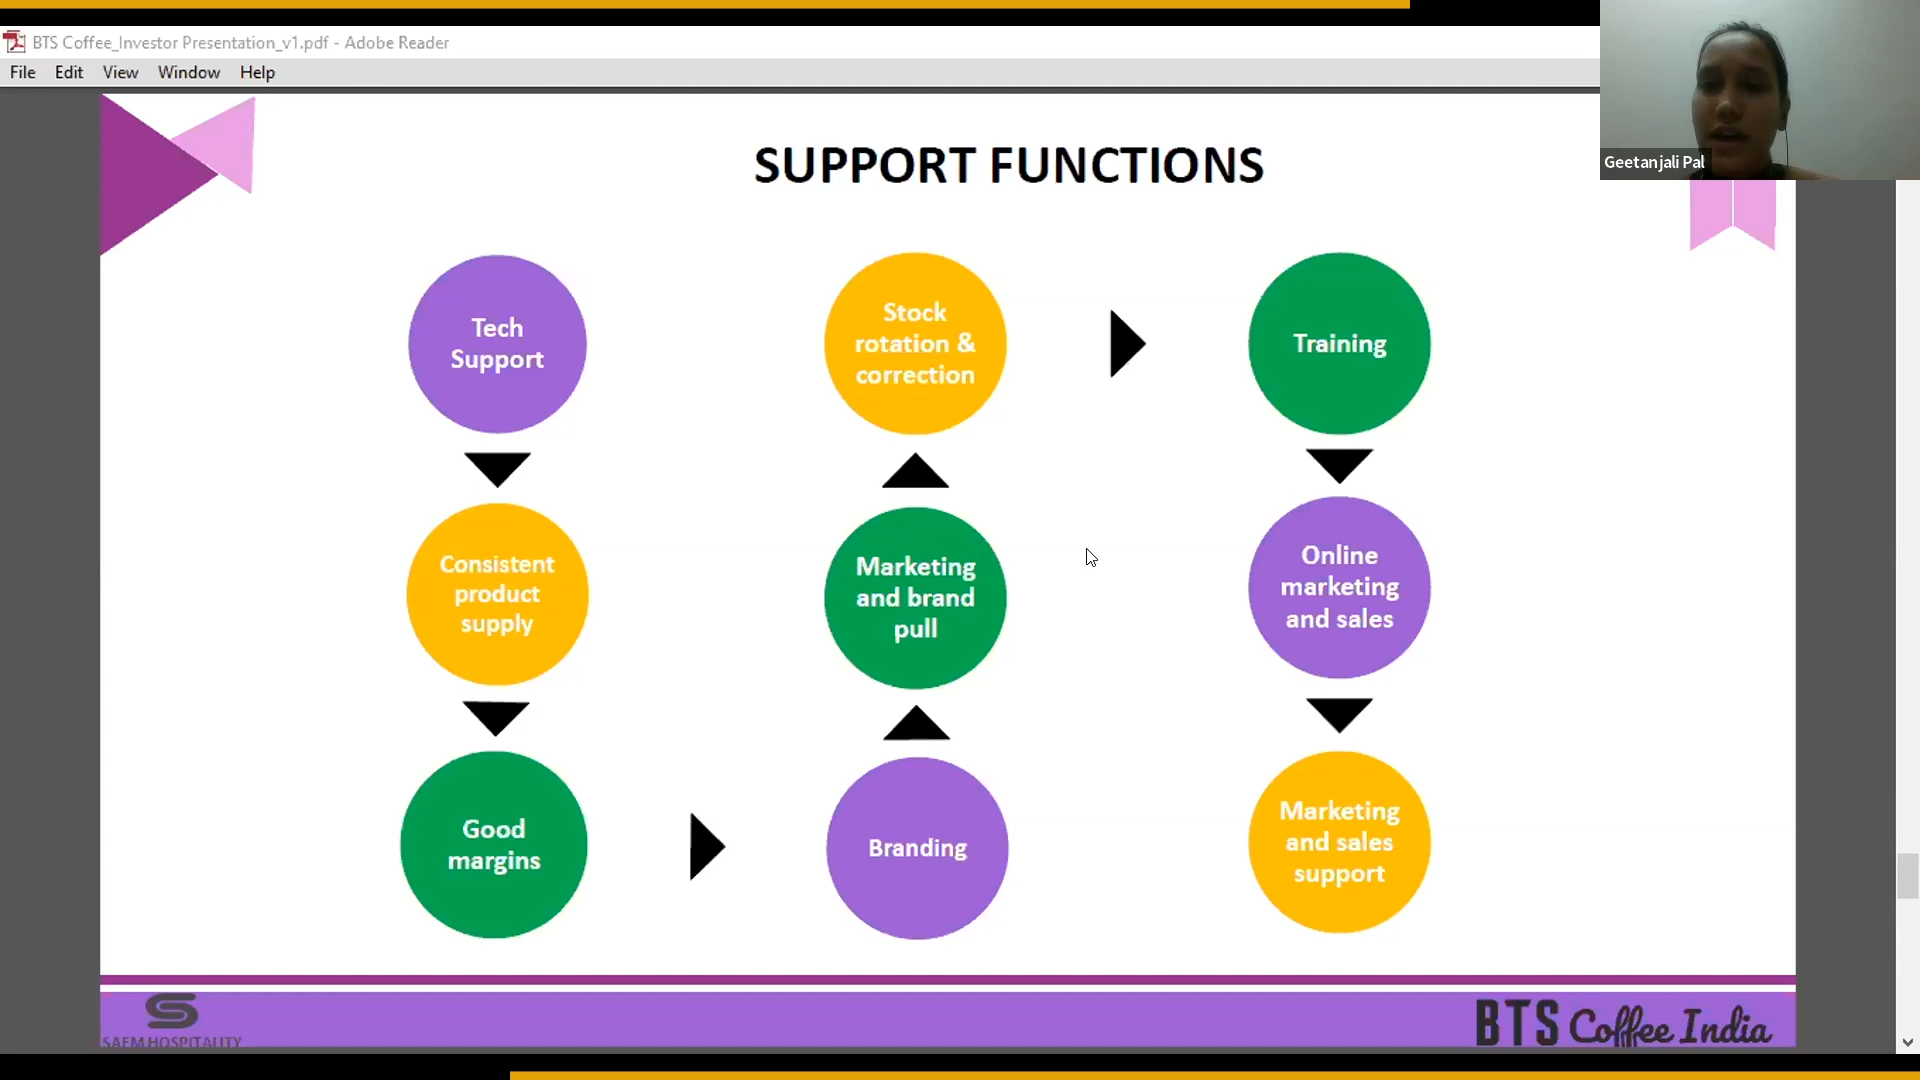 BTS Coffee_Investor Presentation_v1.pdf - Adobe Reader
File Edit View Window Help
Geetanjali Pal
SUPPORT FUNCTIONS
Tech
Support
Consistent
product
supply
Good
margins
Branding
Marketing
and brand
pull
Stock
rotation &
correction
Training
Online
marketing
and sales
Marketing
and sales
support
SAEM HOSPITALITY
BTS Coffee India